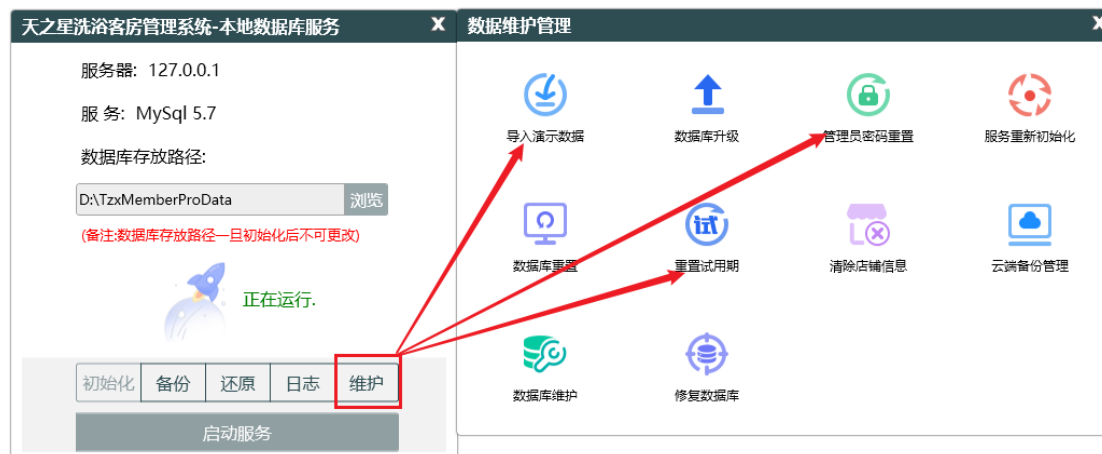 天之星洗浴客房管理系统-本地数据库服务 X
服务器: 127.0.0.1
服 务: MySql 5.7
数据库存放路径:
D:\TzxMemberProData 浏览
(备注:数据库存放路径一旦初始化后不可更改)
正在运行.
初始化 备份 还原 日志 维护
启动服务
数据维护管理 X
导入演示数据 数据库升级 管理员密码重置 服务重新初始化
试
数据库重置 重置试用期 清除店铺信息 云端备份管理
数据库维护 修复数据库